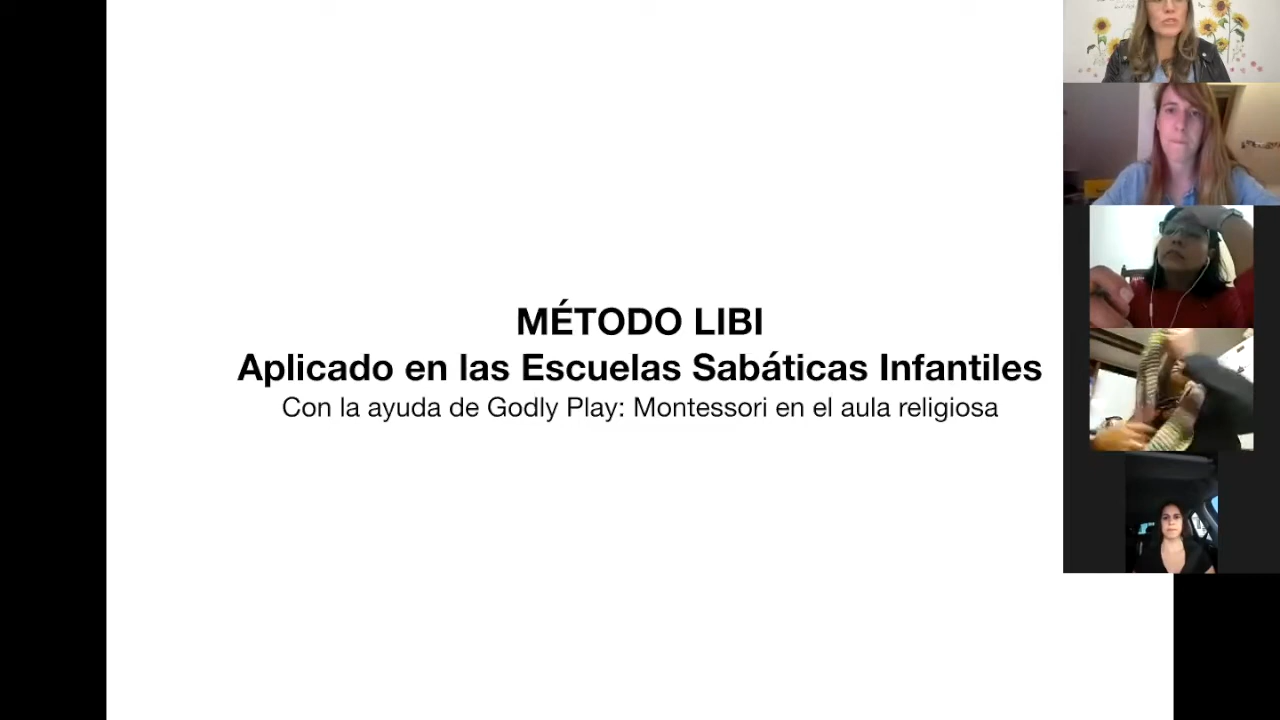 MÉTODO LIBI
Aplicado en las Escuelas Sabáticas Infantiles
Con la ayuda de Godly Play: Montessori en el aula religiosa